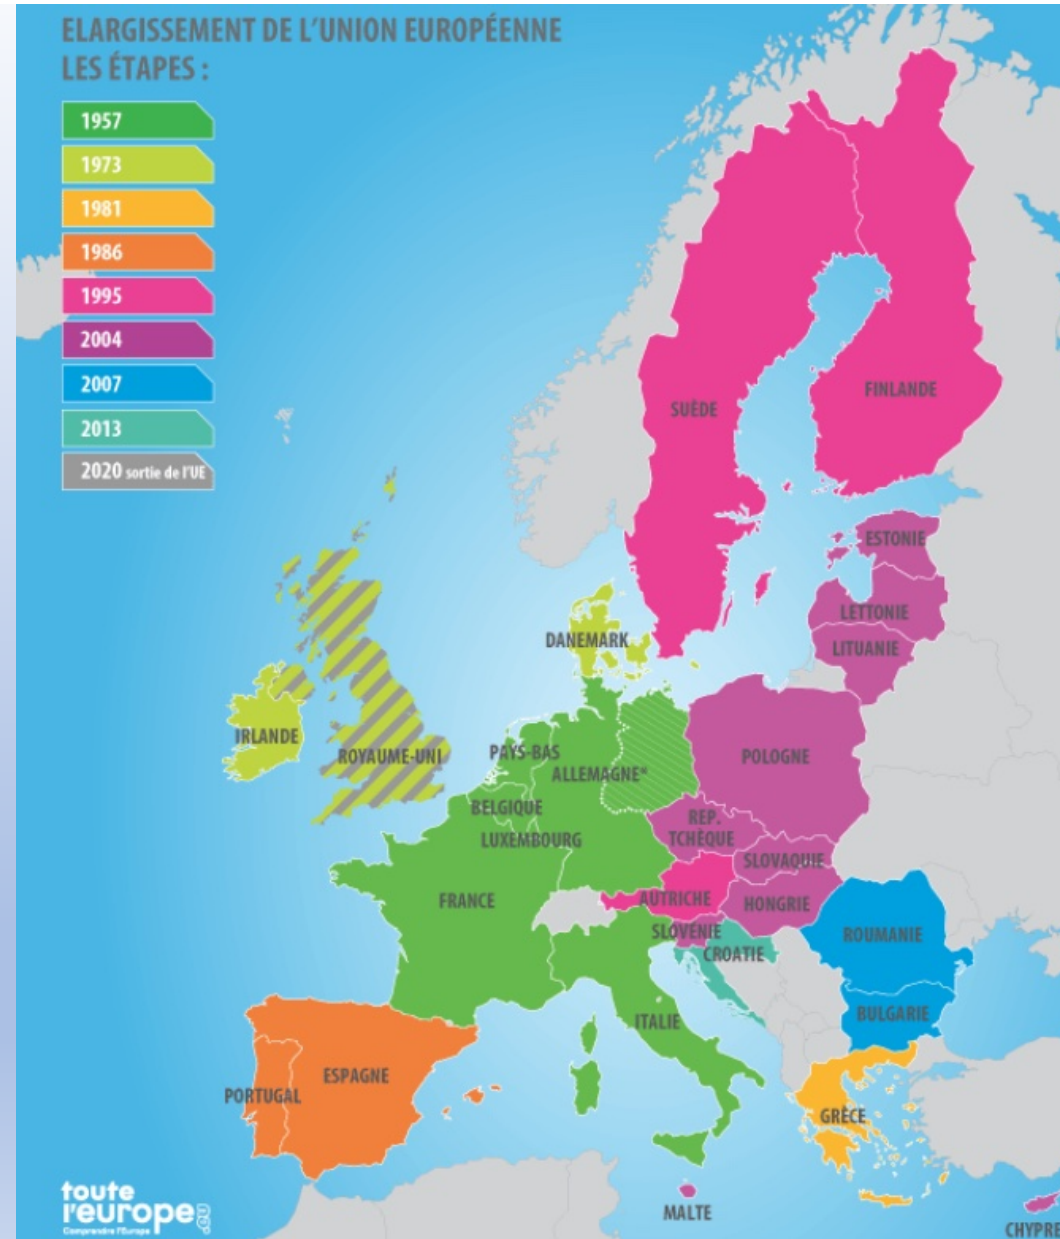 ELARGISSEMENT DE L'UNION EUROPÉENNE
LES ÉTAPES :
1957
1973
1981
1986
1995
2004
2007
2013
2020 sortie de l'UE
SUÈDE
FINLANDE
ESTONIE
LETTONIE
LITUANIE
DANEMARK
IRLANDE
ROYAUME-UNI
PAYS-BAS
ALLEMAGNE*
POLOGNE
BELGIQUE
LUXEMBOURG
REP.
TCHÈQUE
SLOVAQUIE
FRANCE
AUTRICHE
HONGRIE
SLOVÉNIE
CROATIE
ROUMANIE
BULGARIE
ITALIE
ESPAGNE
PORTUGAL
GRÈCE
MALTE
CHYPRE
toute
l'europe.eu
Comprendre l'Europe